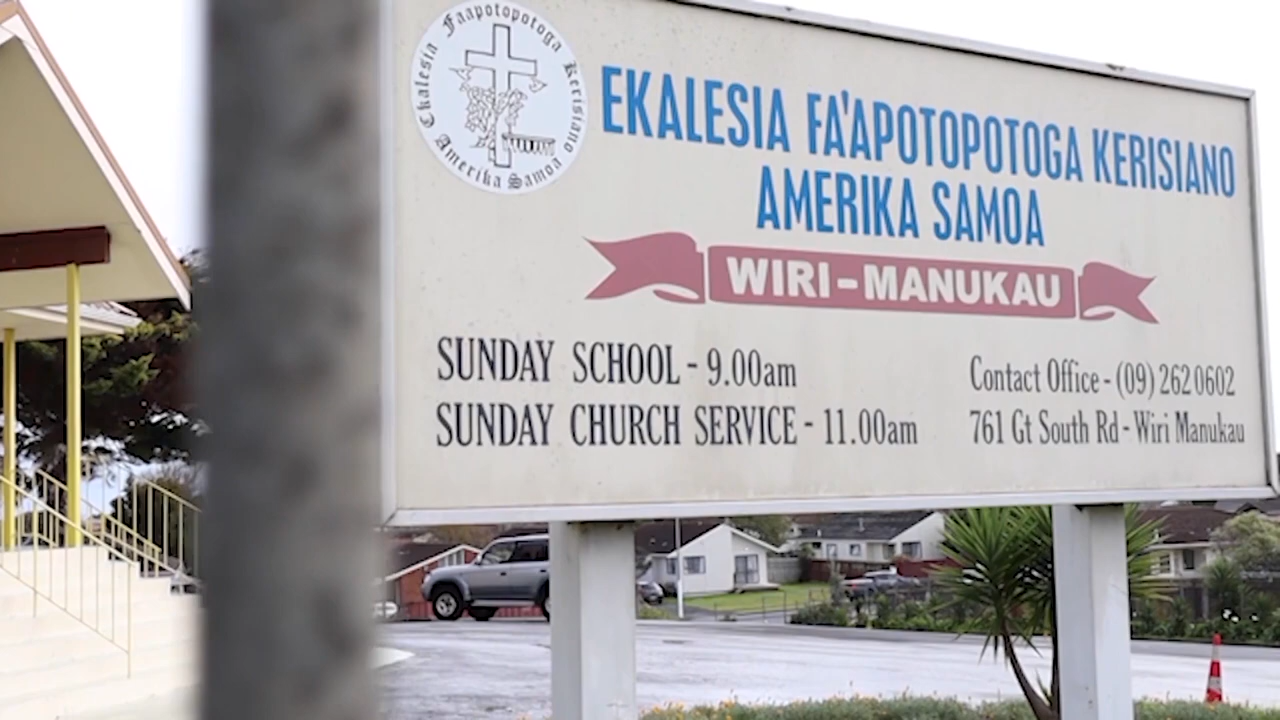 Ekalesia Faapotopotoga Kerisiano
Amerika Samoa
EKALESIA FA'APOTOPOTOGA KERISIANO
AMERIKA SAMOA
WIRI-MANUKAU
SUNDAY SCHOOL - 9.00am
SUNDAY CHURCH SERVICE - 11.00am
Contact Office - (09) 262 0602
761 Gt South Rd - Wiri Manukau